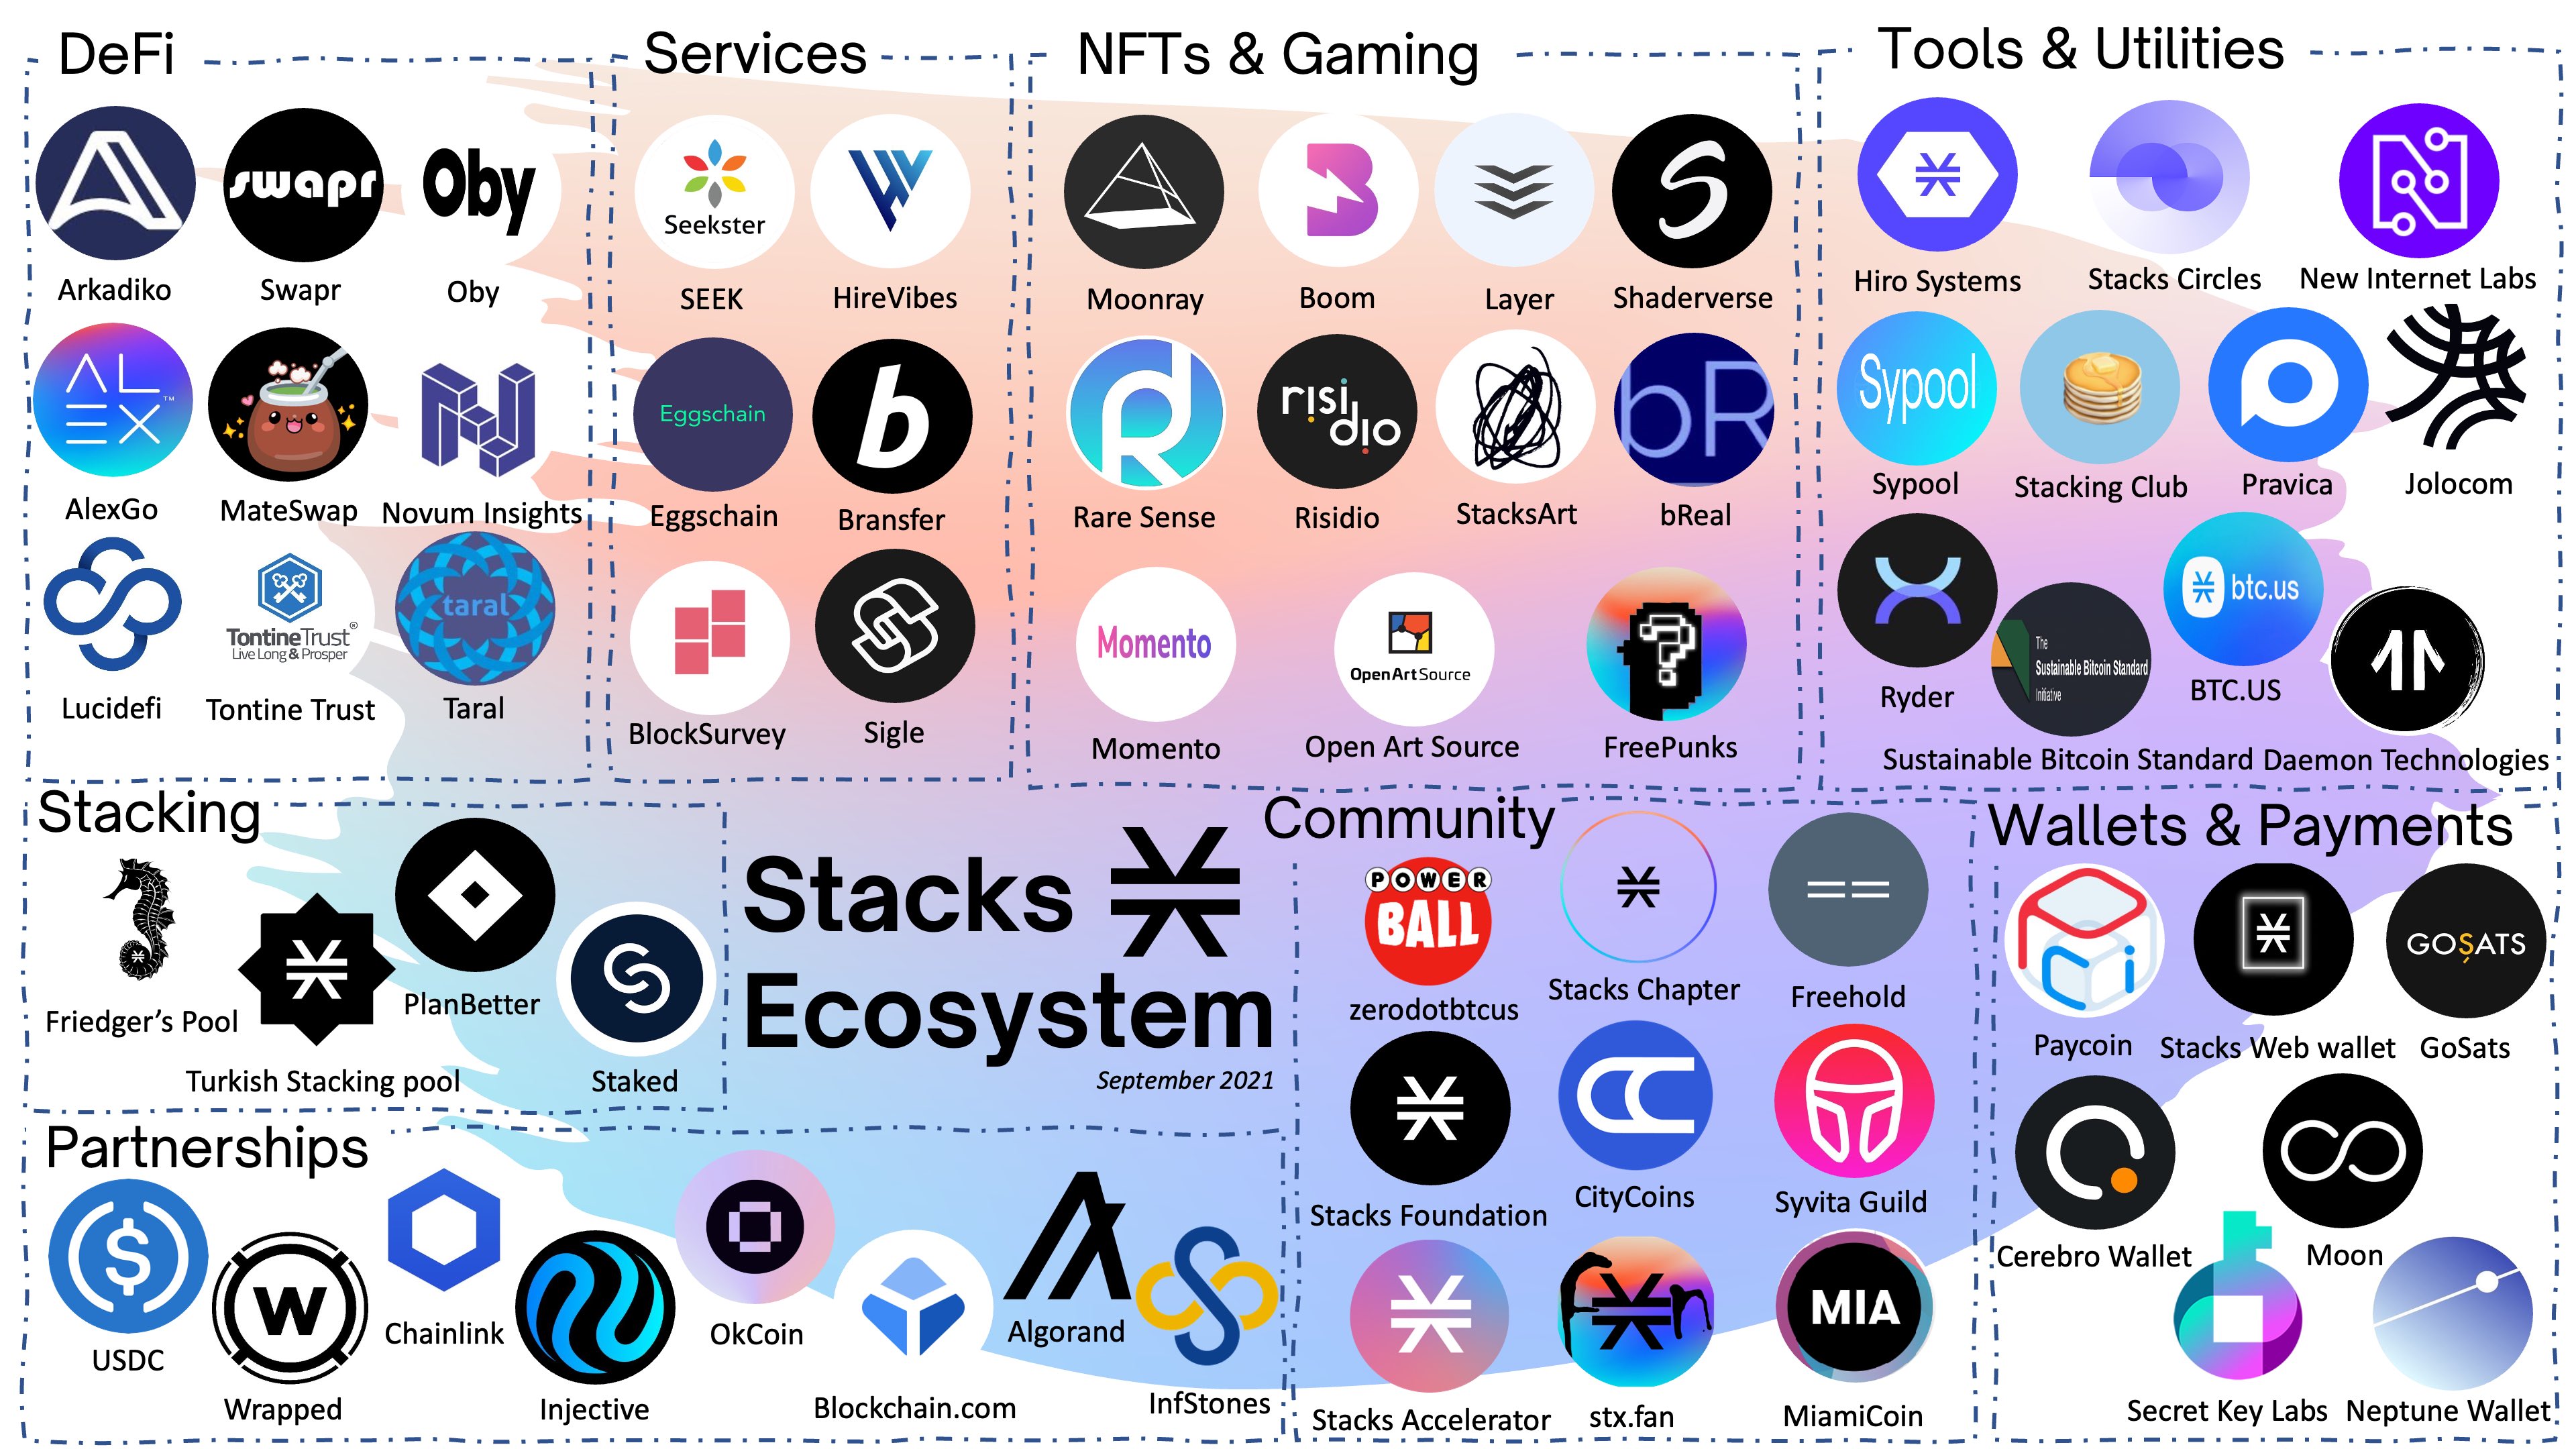 DeFi
Services
NFTs & Gaming
Tools & Utilities
swapr
Oby
Seekster
S
Arkadiko
Swapr
Oby
SEEK
HireVibes
Moonray
Boom
Layer
Shaderverse
Hiro Systems
Stacks Circles
New Internet Labs
ALEX™
Eggschain
b
risidio
bR
Sypool
AlexGo
MateSwap
Novum Insights
Eggschain
Bransfer
Rare Sense
Risidio
StacksArt
bReal
Sypool
Stacking Club
Pravica
Jolocom
TontineTrust®
Live Long & Prosper
taral
Momento
OpenArtSource
The
Sustainable Bitcoin Standard
Initiative
btc.us
Lucidefi
Tontine Trust
Taral
BlockSurvey
Sigle
Momento
Open Art Source
FreePunks
Ryder
BTC.US
Sustainable Bitcoin Standard
Daemon Technologies
Stacking
Friedger’s Pool
PlanBetter
Turkish Stacking pool
Staked
Stacks
Ecosystem
September 2021
Community
POWER
BALL
zerodotbtcus
Stacks Chapter
==
Freehold
Stacks Foundation
CityCoins
Syvita Guild
MIA
Stacks Accelerator
stx.fan
MiamiCoin
Wallets & Payments
Ci
GOSATS
Paycoin
Stacks Web wallet
GoSats
Cerebro Wallet
Moon
Secret Key Labs
Neptune Wallet
Partnerships
W
USDC
Wrapped
Chainlink
Injective
OkCoin
Blockchain.com
Algorand
InfStones